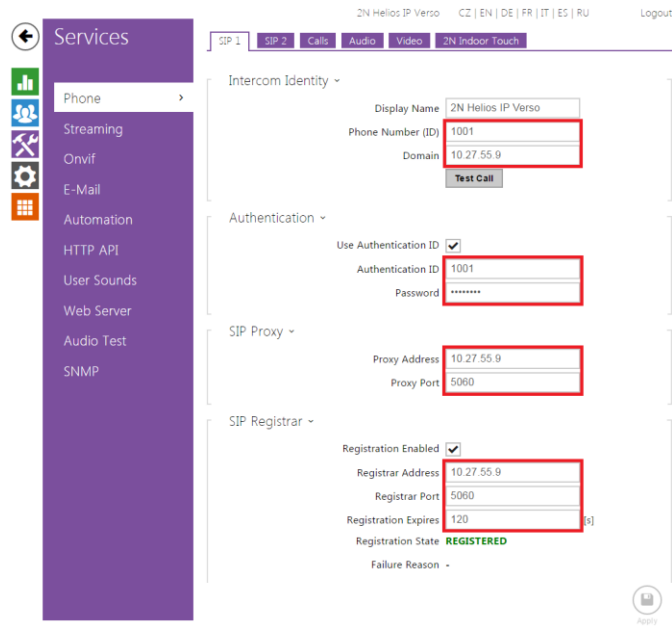 2N Helios IP Verso CZ | EN | DE | FR | IT | ES | RU Logout
Services
SIP 1 SIP 2 Calls Audio Video 2N Indoor Touch
Phone
Streaming
Onvif
E-Mail
Automation
HTTP API
User Sounds
Web Server
Audio Test
SNMP
Intercom Identity
Display Name 2N Helios IP Verso
Phone Number (ID) 1001
Domain 10.27.55.9
Test Call
Authentication
Use Authentication ID
Authentication ID 1001
Password ••••••••
SIP Proxy
Proxy Address 10.27.55.9
Proxy Port 5060
SIP Registrar
Registration Enabled
Registrar Address 10.27.55.9
Registrar Port 5060
Registration Expires 120 [s]
Registration State REGISTERED
Failure Reason -
Apply